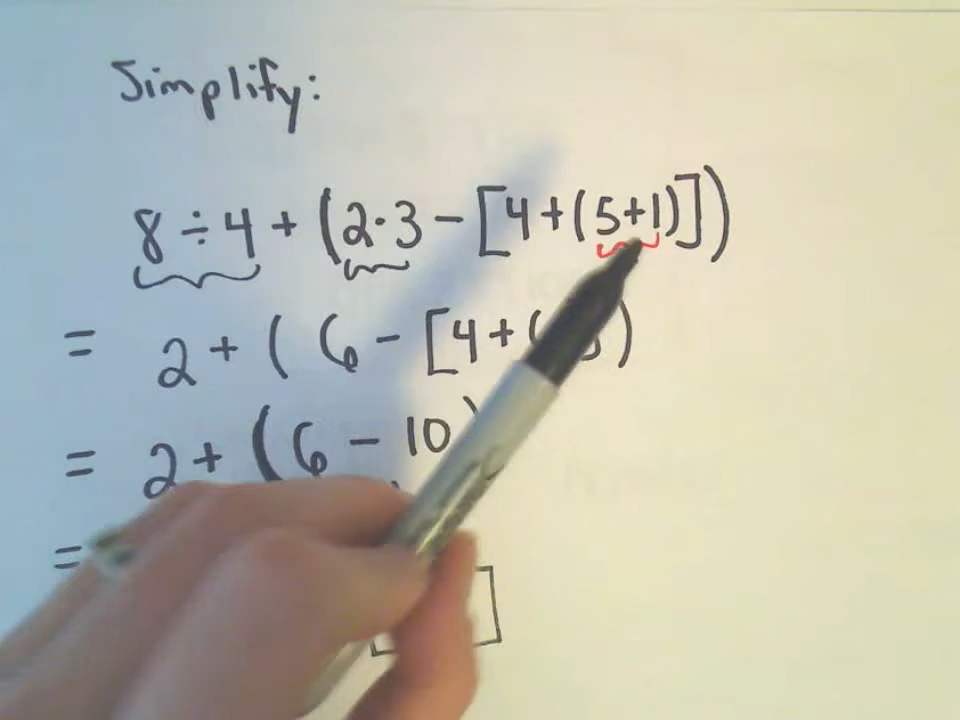 Simplify:
8 ÷ 4 + (2 · 3 - [4 + (5 + 1)])
= 2 + ( 6 - [4 + ( )
= 2 + (6 - 10)
=